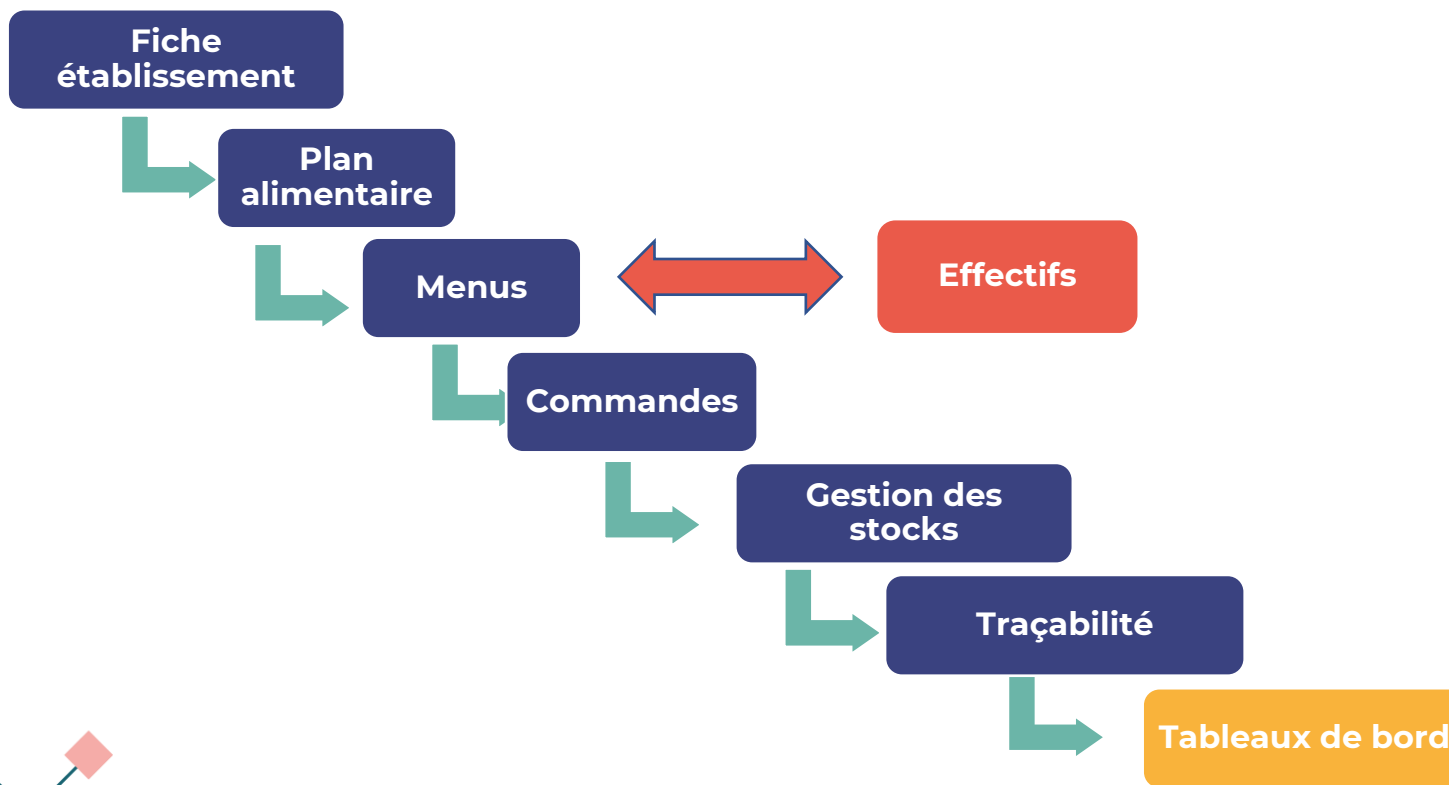 Fiche
établissement
Plan
alimentaire
Menus
Effectifs
Commandes
Gestion des
stocks
Traçabilité
Tableaux de bord